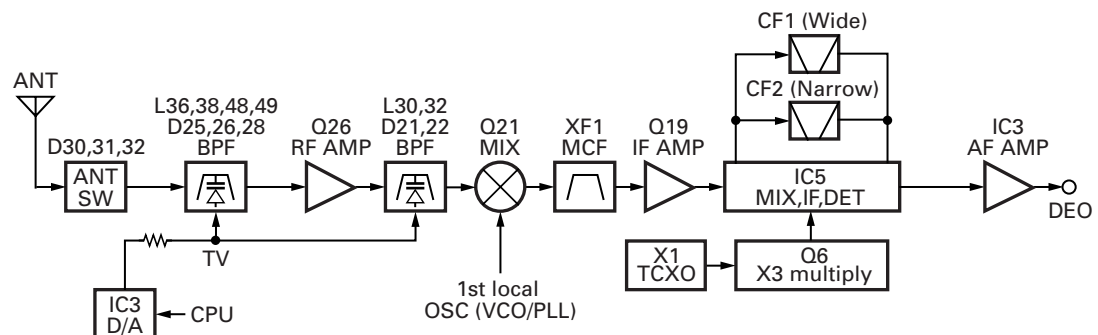 CF1 (Wide)
CF2 (Narrow)
ANT
D30,31,32
ANT
SW
L36,38,48,49
D25,26,28
BPF
Q26
RF AMP
L30,32
D21,22
BPF
Q21
MIX
XF1
MCF
Q19
IF AMP
IC5
MIX,IF,DET
IC3
AF AMP
DEO
TV
IC3
D/A
CPU
1st local
OSC (VCO/PLL)
X1
TCXO
Q6
X3 multiply